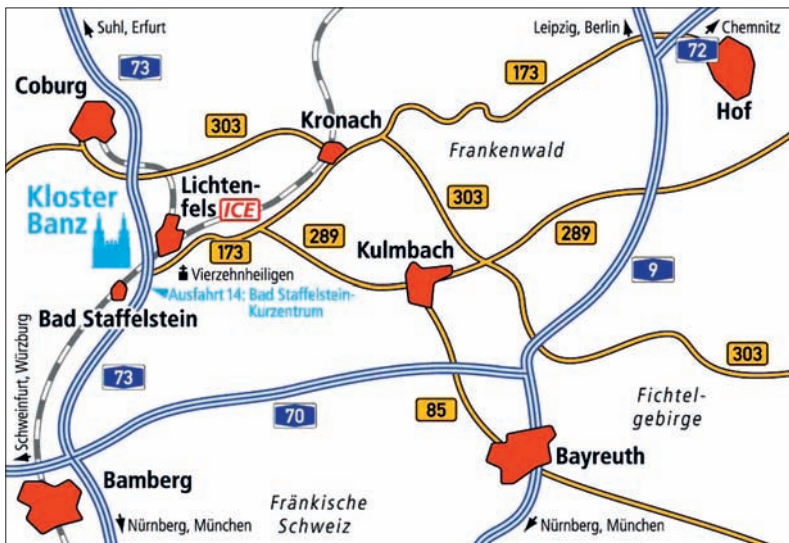 Suhl, Erfurt
Leipzig, Berlin
Chemnitz
73
72
173
Coburg
Hof
303
Kronach
Frankenwald
Kloster
Banz
Lichten-
fels
ICE
303
173
289
Kulmbach
289
9
Vierzehnheiligen
Ausfahrt 14: Bad Staffelstein-
Kurzentrum
Bad Staffelstein
Schweinfurt, Würzburg
73
303
70
85
Fichtel-
gebirge
Bayreuth
Bamberg
Fränkische
Schweiz
Nürnberg, München
Nürnberg, München